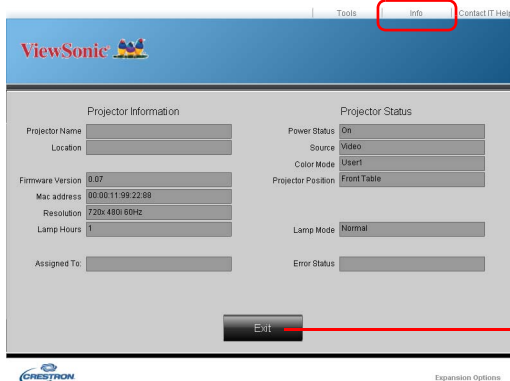 Tools Info Contact IT Help
ViewSonic
Projector Information
Projector Name
Location
Firmware Version 0.07
Mac address 00:00:11:99:22:88
Resolution 720x 480i 60Hz
Lamp Hours 1
Assigned To:
Projector Status
Power Status On
Source Video
Color Mode User1
Projector Position Front Table
Lamp Mode Normal
Error Status
Exit
CRESTRON
Expansion Options